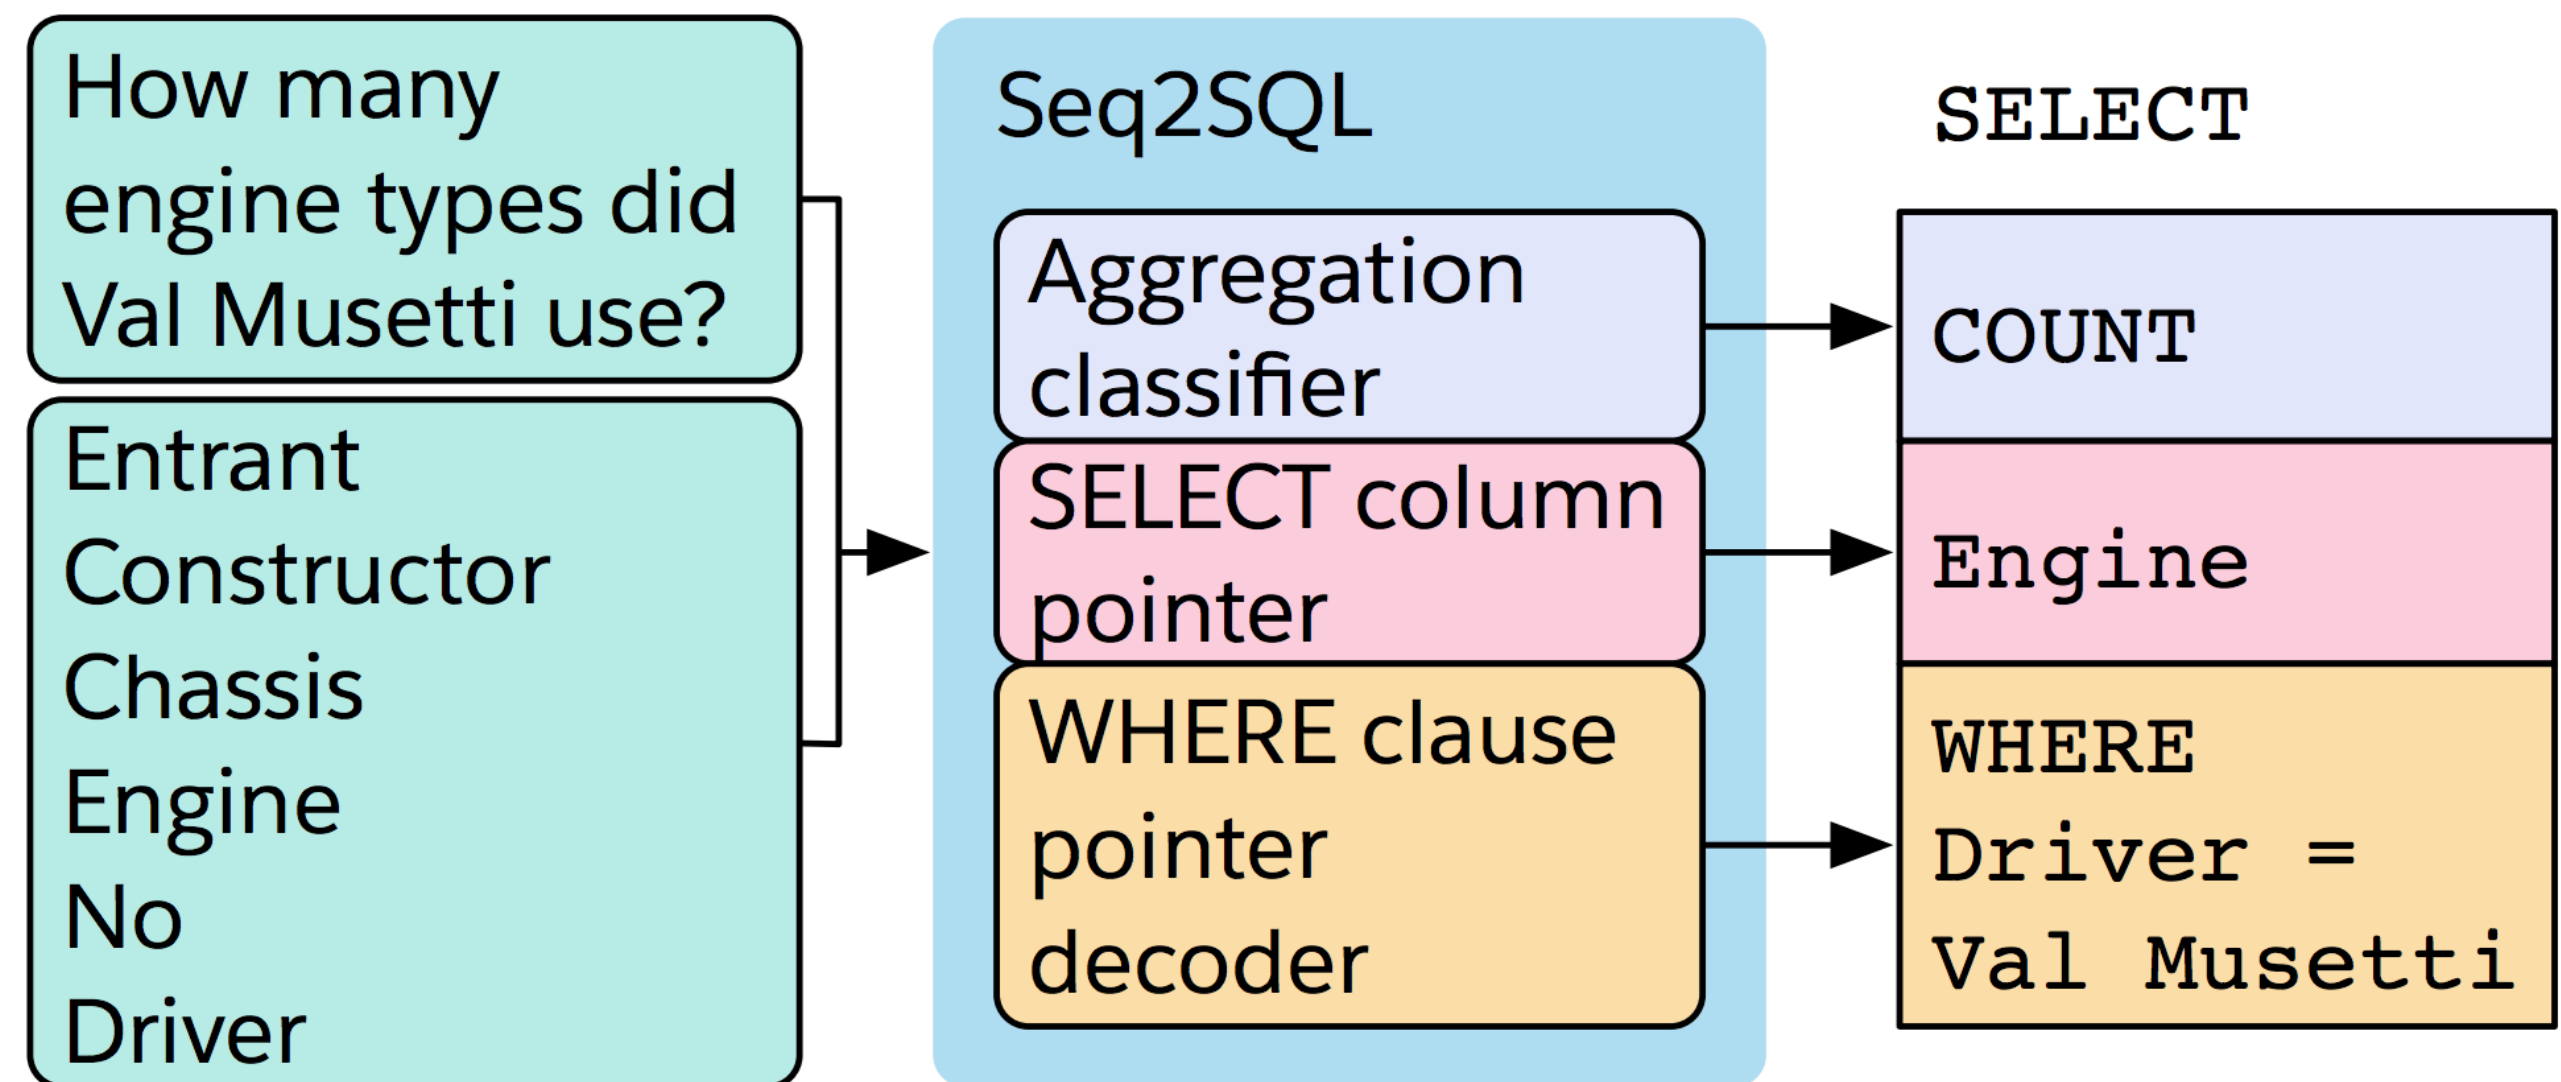 How many
engine types did
Val Musetti use?
Entrant
Constructor
Chassis
Engine
No
Driver
Seq2SQL
Aggregation
classifier
SELECT column
pointer
WHERE clause
pointer
decoder
SELECT
COUNT
Engine
WHERE
Driver =
Val Musetti